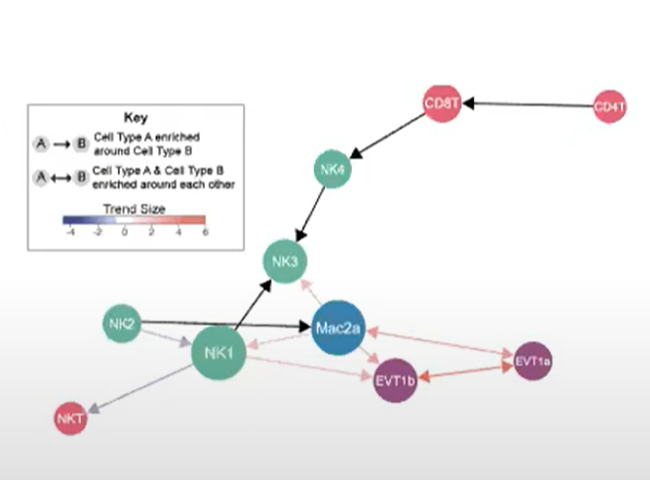 Key
A → B Cell Type A enriched
around Cell Type B
A ↔ B Cell Type A & Cell Type B
enriched around each other
Trend Size
-4 -2 0 2 4 6
CD8T
CD4T
NK4
NK3
NK2
Mac2a
NK1
EVT1a
EVT1b
NKT